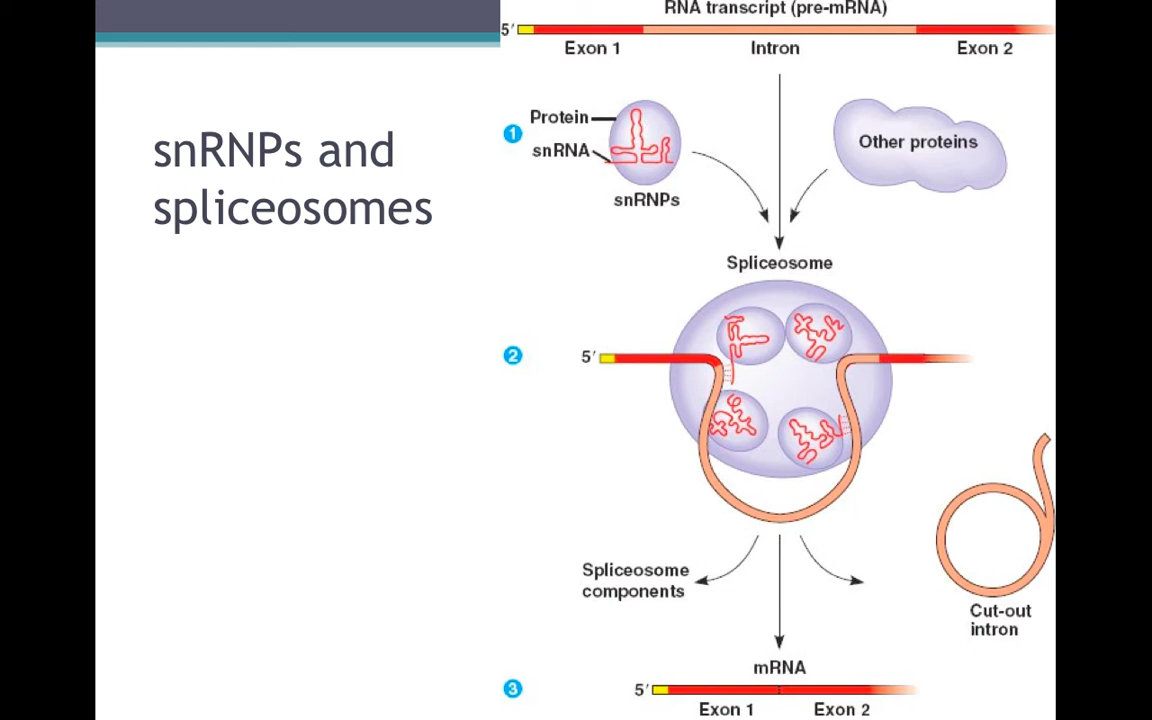 snRNPs and
spliceosomes
RNA transcript (pre-mRNA)
5′
Exon 1
Intron
Exon 2
1
Protein
snRNA
snRNPs
Other proteins
Spliceosome
2
5′
Spliceosome
components
Cut-out
intron
mRNA
3
5′
Exon 1
Exon 2